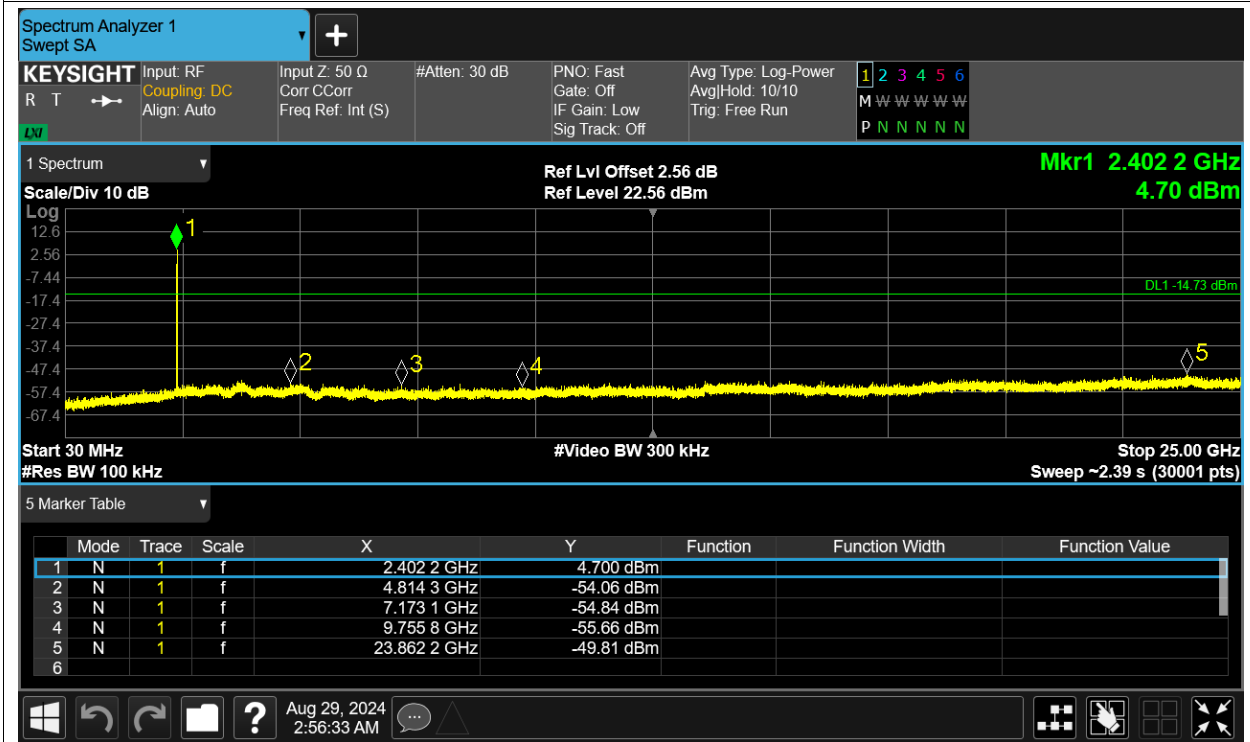 Spectrum Analyzer 1
Swept SA
+
KEYSIGHT Input: RF Input Z: 50 Ω #Atten: 30 dB PNO: Fast Avg Type: Log-Power 1 2 3 4 5 6
R T Coupling: DC Corr CCorr Gate: Off Avg|Hold: 10/10 M W W W W W
Align: Auto Freq Ref: Int (S) IF Gain: Low Trig: Free Run
LXI Sig Track: Off P N N N N N
1 Spectrum
Ref Lvl Offset 2.56 dB Mkr1 2.402 2 GHz
Scale/Div 10 dB Ref Level 22.56 dBm 4.70 dBm
Log
12.6
2.56
-7.44
-17.4
-27.4
-37.4
-47.4
-57.4
-67.4
1
DL1 -14.73 dBm
2
3
4
5
Start 30 MHz #Video BW 300 kHz Stop 25.00 GHz
#Res BW 100 kHz Sweep ~2.39 s (30001 pts)
5 Marker Table
Mode Trace Scale X Y Function Function Width Function Value
1 N 1 f 2.402 2 GHz 4.700 dBm
2 N 1 f 4.814 3 GHz -54.06 dBm
3 N 1 f 7.173 1 GHz -54.84 dBm
4 N 1 f 9.755 8 GHz -55.66 dBm
5 N 1 f 23.862 2 GHz -49.81 dBm
6
? Aug 29, 2024
2:56:33 AM